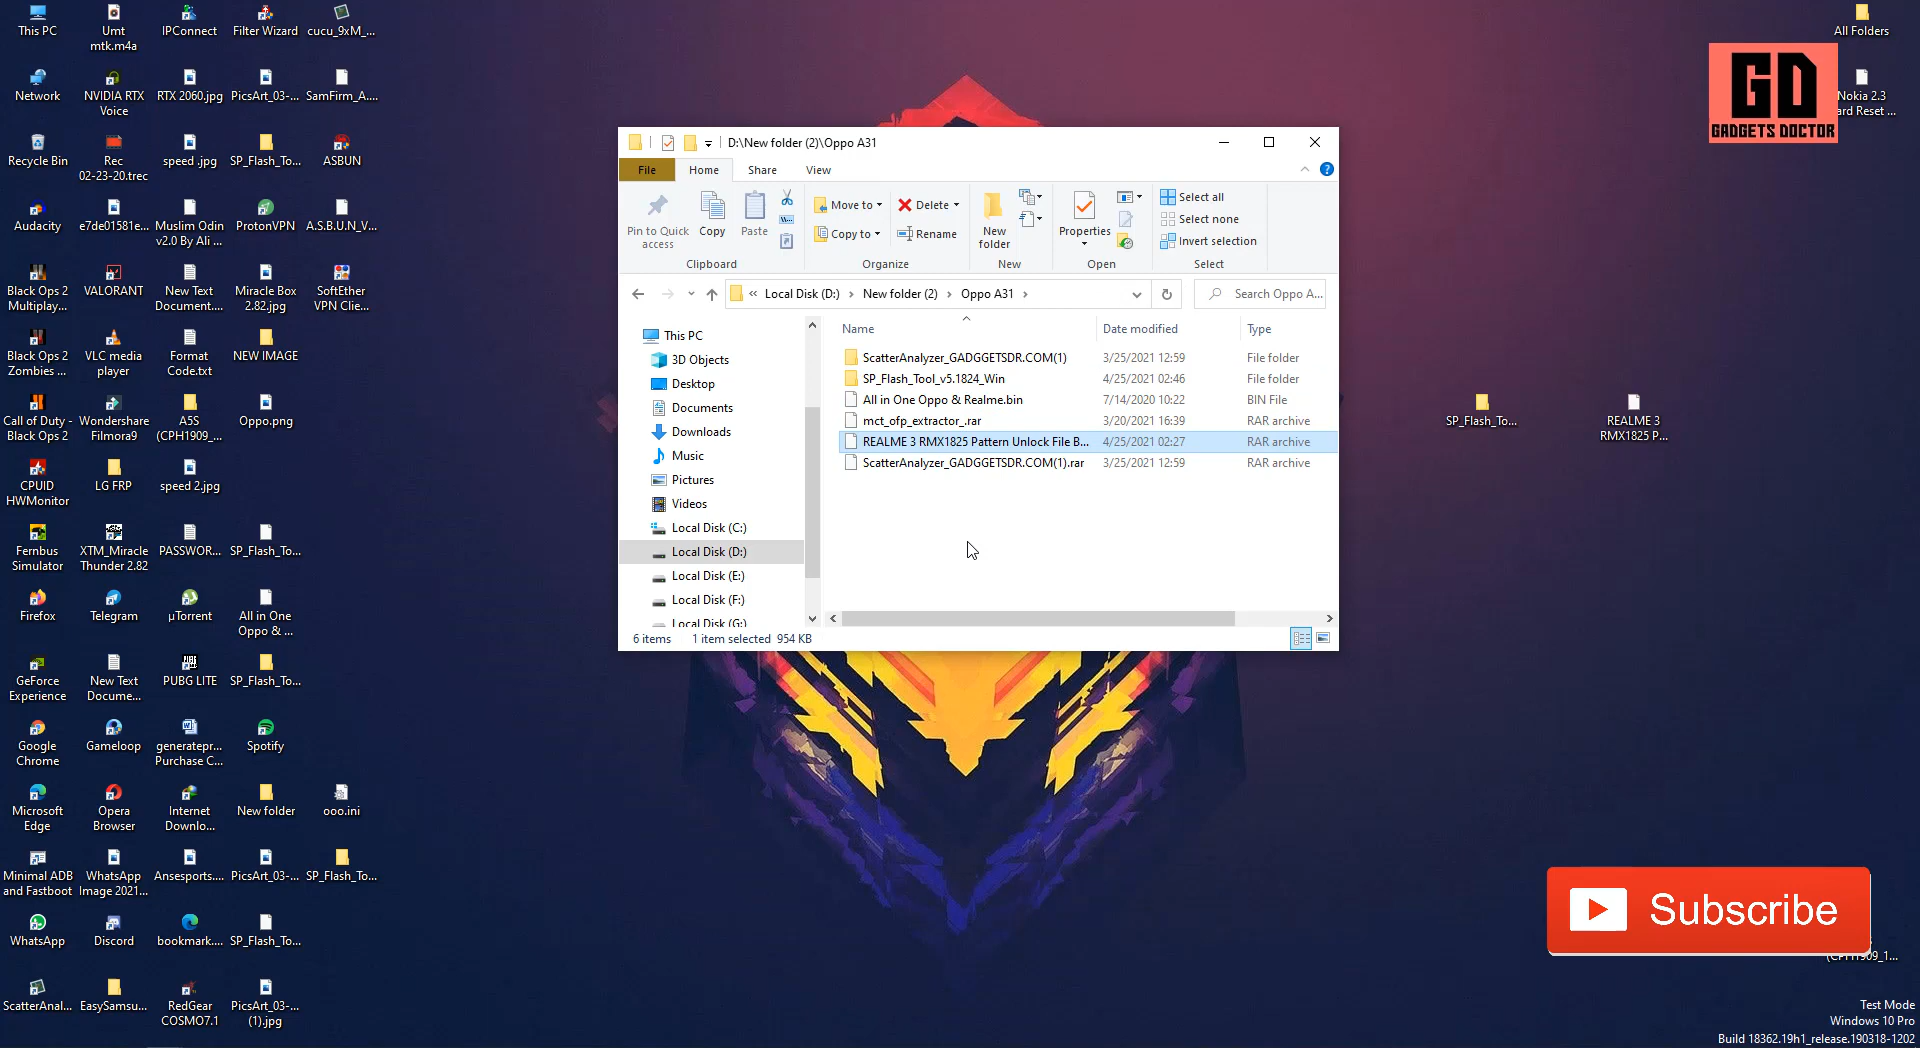 This PC
Umt
mtk.m4a
IPConnect
Filter Wizard
cucu_9xM_...
Network
NVIDIA RTX
Voice
RTX 2060.jpg
PicsArt_03-...
SamFirm_A....
Recycle Bin
Rec
02-23-20.trec
speed .jpg
SP_Flash_To...
ASBUN
Audacity
e7de01581e...
Muslim Odin
v2.0 By Ali ...
ProtonVPN
A.S.B.U.N_V...
Black Ops 2
Multiplay...
VALORANT
New Text
Document....
Miracle Box
2.82.jpg
SoftEther
VPN Clie...
Black Ops 2
Zombies ...
VLC media
player
Format
Code.txt
NEW IMAGE
Call of Duty -
Black Ops 2
Wondershare
Filmora9
A5S
(CPH1909_...
Oppo.png
CPUID
HWMonitor
LG FRP
speed 2.jpg
Fernbus
Simulator
XTM_Miracle
Thunder 2.82
PASSWOR...
SP_Flash_To...
Firefox
Telegram
µTorrent
All in One
Oppo & ...
GeForce
Experience
New Text
Docume...
PUBG LITE
SP_Flash_To...
Google
Chrome
Gameloop
generatepr...
Purchase C...
Spotify
Microsoft
Edge
Opera
Browser
Internet
Downlo...
New folder
ooo.ini
Minimal ADB
and Fastboot
WhatsApp
Image 2021...
Ansesports....
PicsArt_03-...
SP_Flash_To...
WhatsApp
Discord
bookmark....
SP_Flash_To...
ScatterAnal...
EasySamsu...
RedGear
COSMO7.1
PicsArt_03-...
(1).jpg
D:\New folder (2)\Oppo A31
File
Home
Share
View
Pin to Quick
access
Copy
Paste
Clipboard
Move to
Copy to
Delete
Rename
Organize
New
folder
New
Properties
Open
Select all
Select none
Invert selection
Select
« Local Disk (D:) › New folder (2) › Oppo A31 ›
Search Oppo A...
This PC
3D Objects
Desktop
Documents
Downloads
Music
Pictures
Videos
Local Disk (C:)
Local Disk (D:)
Local Disk (E:)
Local Disk (F:)
Local Disk (G:)
Name Date modified Type
ScatterAnalyzer_GADGGETSDR.COM(1) 3/25/2021 12:59 File folder
SP_Flash_Tool_v5.1824_Win 4/25/2021 02:46 File folder
All in One Oppo & Realme.bin 7/14/2020 10:22 BIN File
mct_ofp_extractor_.rar 3/20/2021 16:39 RAR archive
REALME 3 RMX1825 Pattern Unlock File B... 4/25/2021 02:27 RAR archive
ScatterAnalyzer_GADGGETSDR.COM(1).rar 3/25/2021 12:59 RAR archive
6 items 1 item selected 954 KB
All Folders
GD
GADGETS DOCTOR
Nokia 2.3
ard Reset ...
SP_Flash_To...
REALME 3
RMX1825 P...
Subscribe
Test Mode
Windows 10 Pro
Build 18362.19h1_release.190318-1202